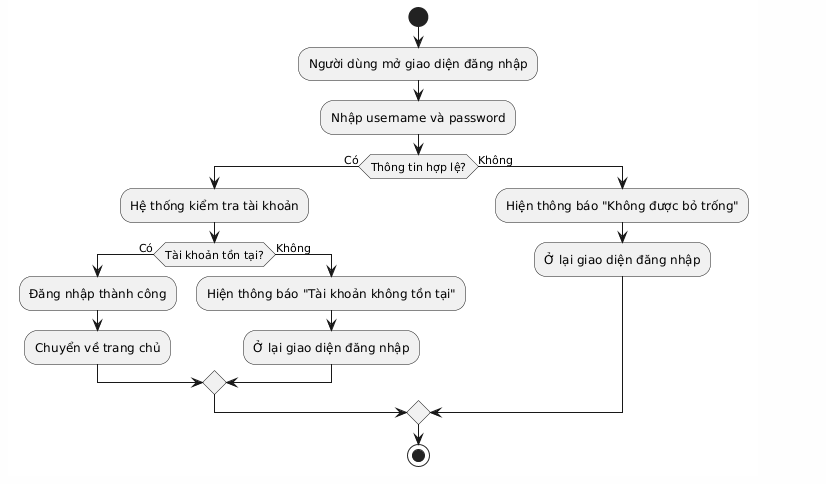 Người dùng mở giao diện đăng nhập
Nhập username và password
Có
Thông tin hợp lệ?
Không
Hệ thống kiểm tra tài khoản
Hiện thông báo "Không được bỏ trống"
Có
Tài khoản tồn tại?
Không
Ở lại giao diện đăng nhập
Đăng nhập thành công
Hiện thông báo "Tài khoản không tồn tại"
Chuyển về trang chủ
Ở lại giao diện đăng nhập